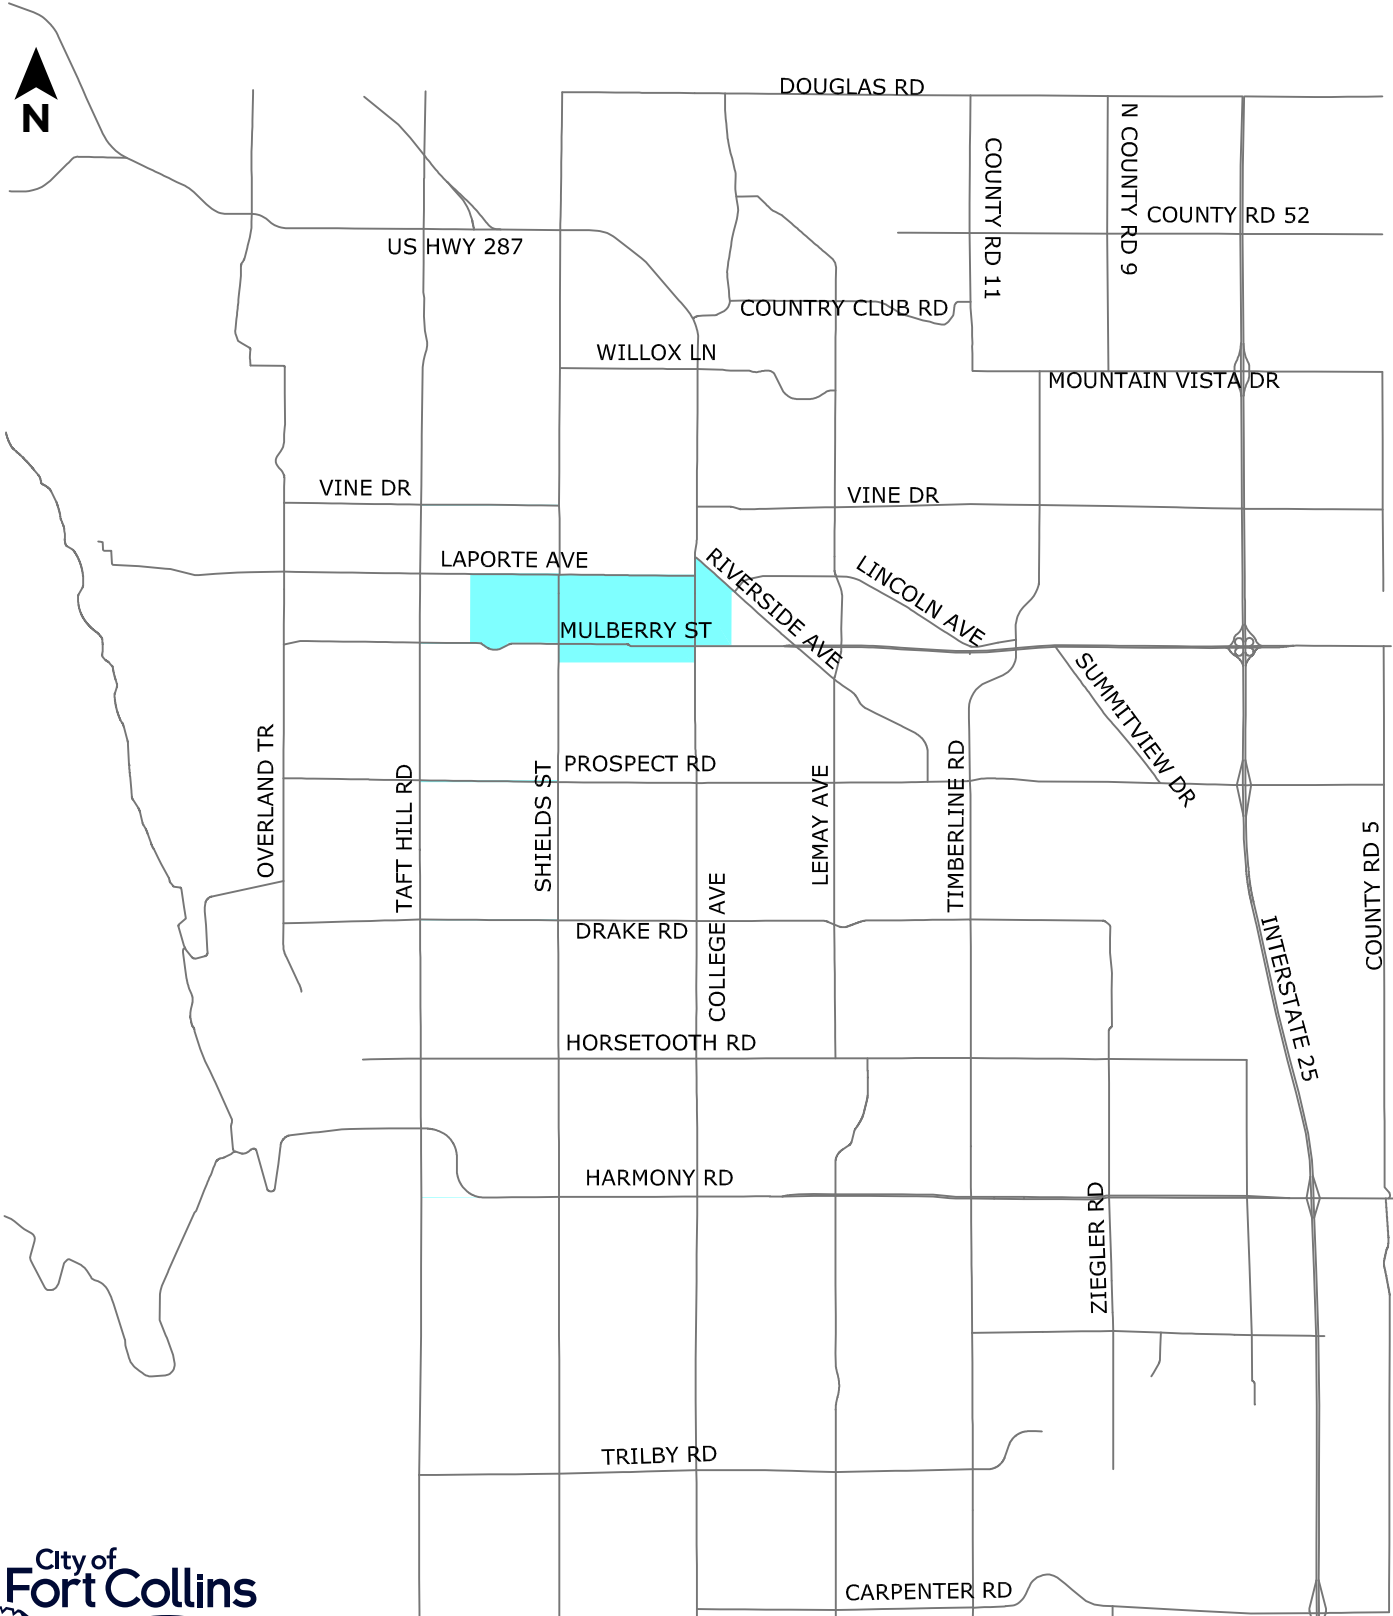 DOUGLAS RD
N
N COUNTY RD 9
COUNTY RD 11
COUNTY RD 52
US HWY 287
COUNTRY CLUB RD
WILLOX LN
MOUNTAIN VISTA DR
VINE DR
VINE DR
LAPORTE AVE
RIVERSIDE AVE
LINCOLN AVE
MULBERRY ST
SUMMITVIEW DR
OVERLAND TR
TAFT HILL RD
SHIELDS ST
PROSPECT RD
LEMAY AVE
TIMBERLINE RD
COUNTY RD 5
COLLEGE AVE
DRAKE RD
INTERSTATE 25
HORSETOOTH RD
HARMONY RD
ZIEGLER RD
TRILBY RD
City of
Fort Collins
CARPENTER RD